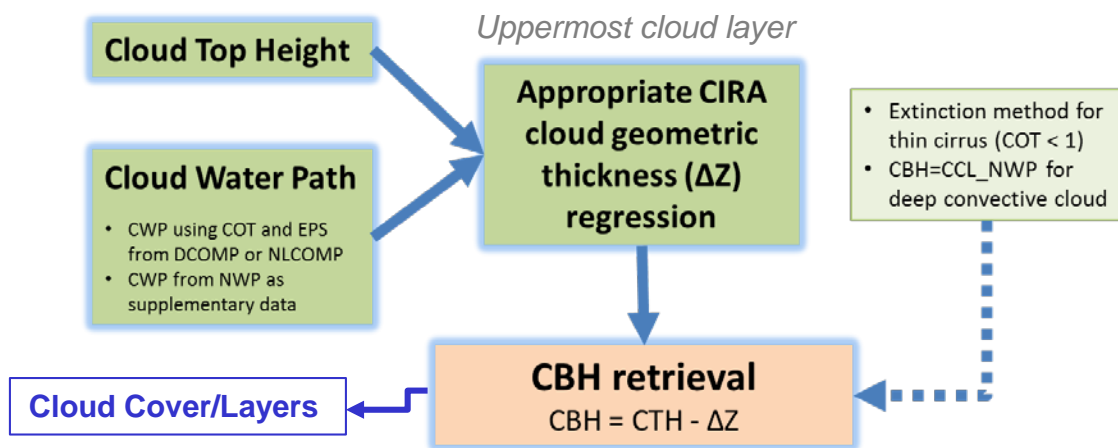 Uppermost cloud layer
Cloud Top Height
Cloud Water Path
• CWP using COT and EPS
from DCOMP or NLCOMP
• CWP from NWP as
supplementary data
Appropriate CIRA
cloud geometric
thickness (ΔZ)
regression
• Extinction method for
thin cirrus (COT < 1)
• CBH=CCL_NWP for
deep convective cloud
CBH retrieval
CBH = CTH - ΔZ
Cloud Cover/Layers